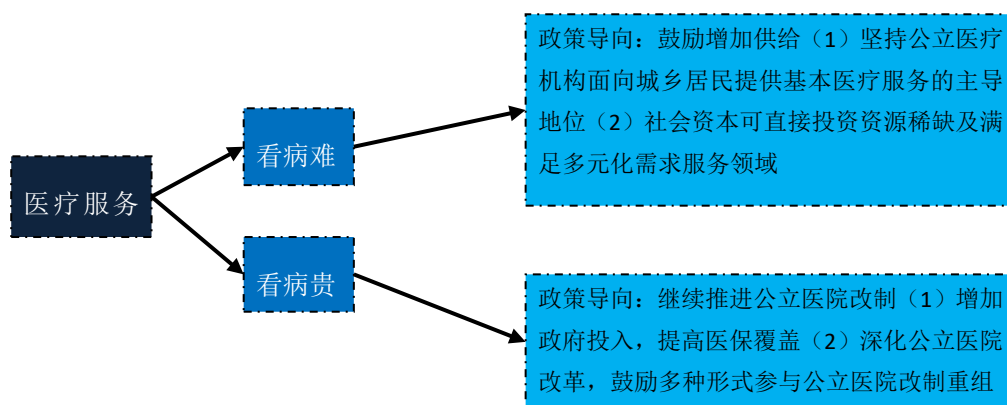 医疗服务
看病难
政策导向：鼓励增加供给（1）坚持公立医疗
机构面向城乡居民提供基本医疗服务的主导
地位（2）社会资本可直接投资资源稀缺及满
足多元化需求服务领域
看病贵
政策导向：继续推进公立医院改制（1）增加
政府投入，提高医保覆盖（2）深化公立医院
改革，鼓励多种形式参与公立医院改制重组